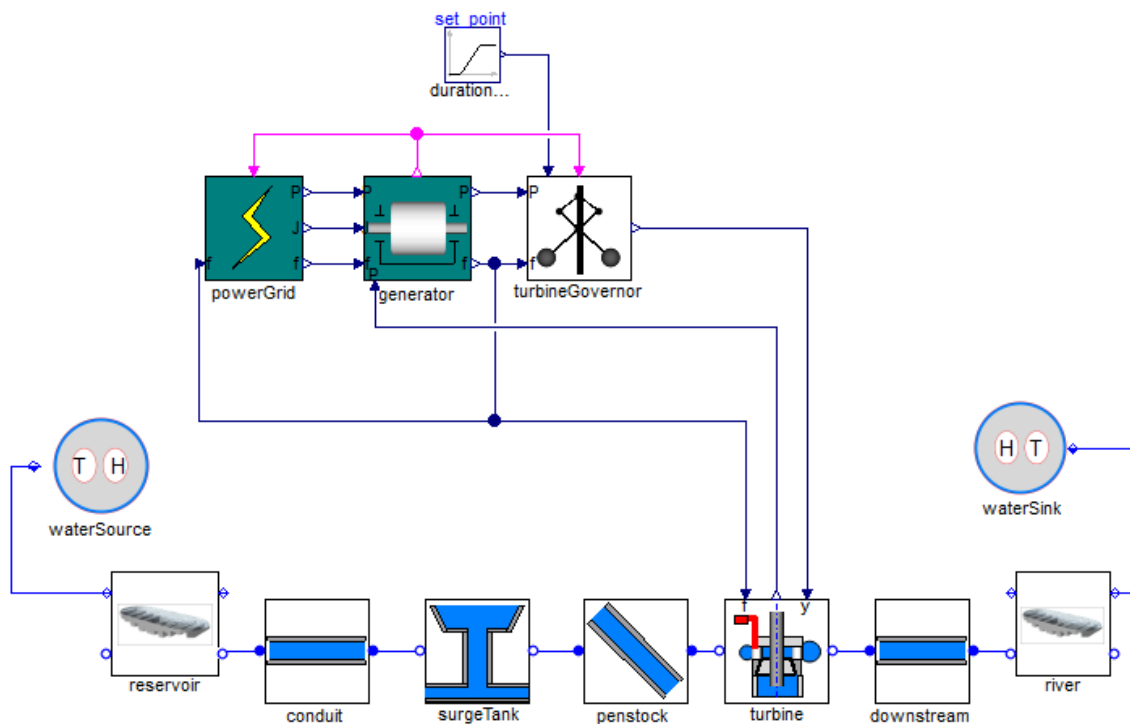 set_point
duration...
P
J
f
f
powerGrid
P
f
P
P
f
generator
P
f
turbineGovernor
T H
waterSource
H T
waterSink
f
y
reservoir
conduit
surgeTank
penstock
turbine
downstream
river